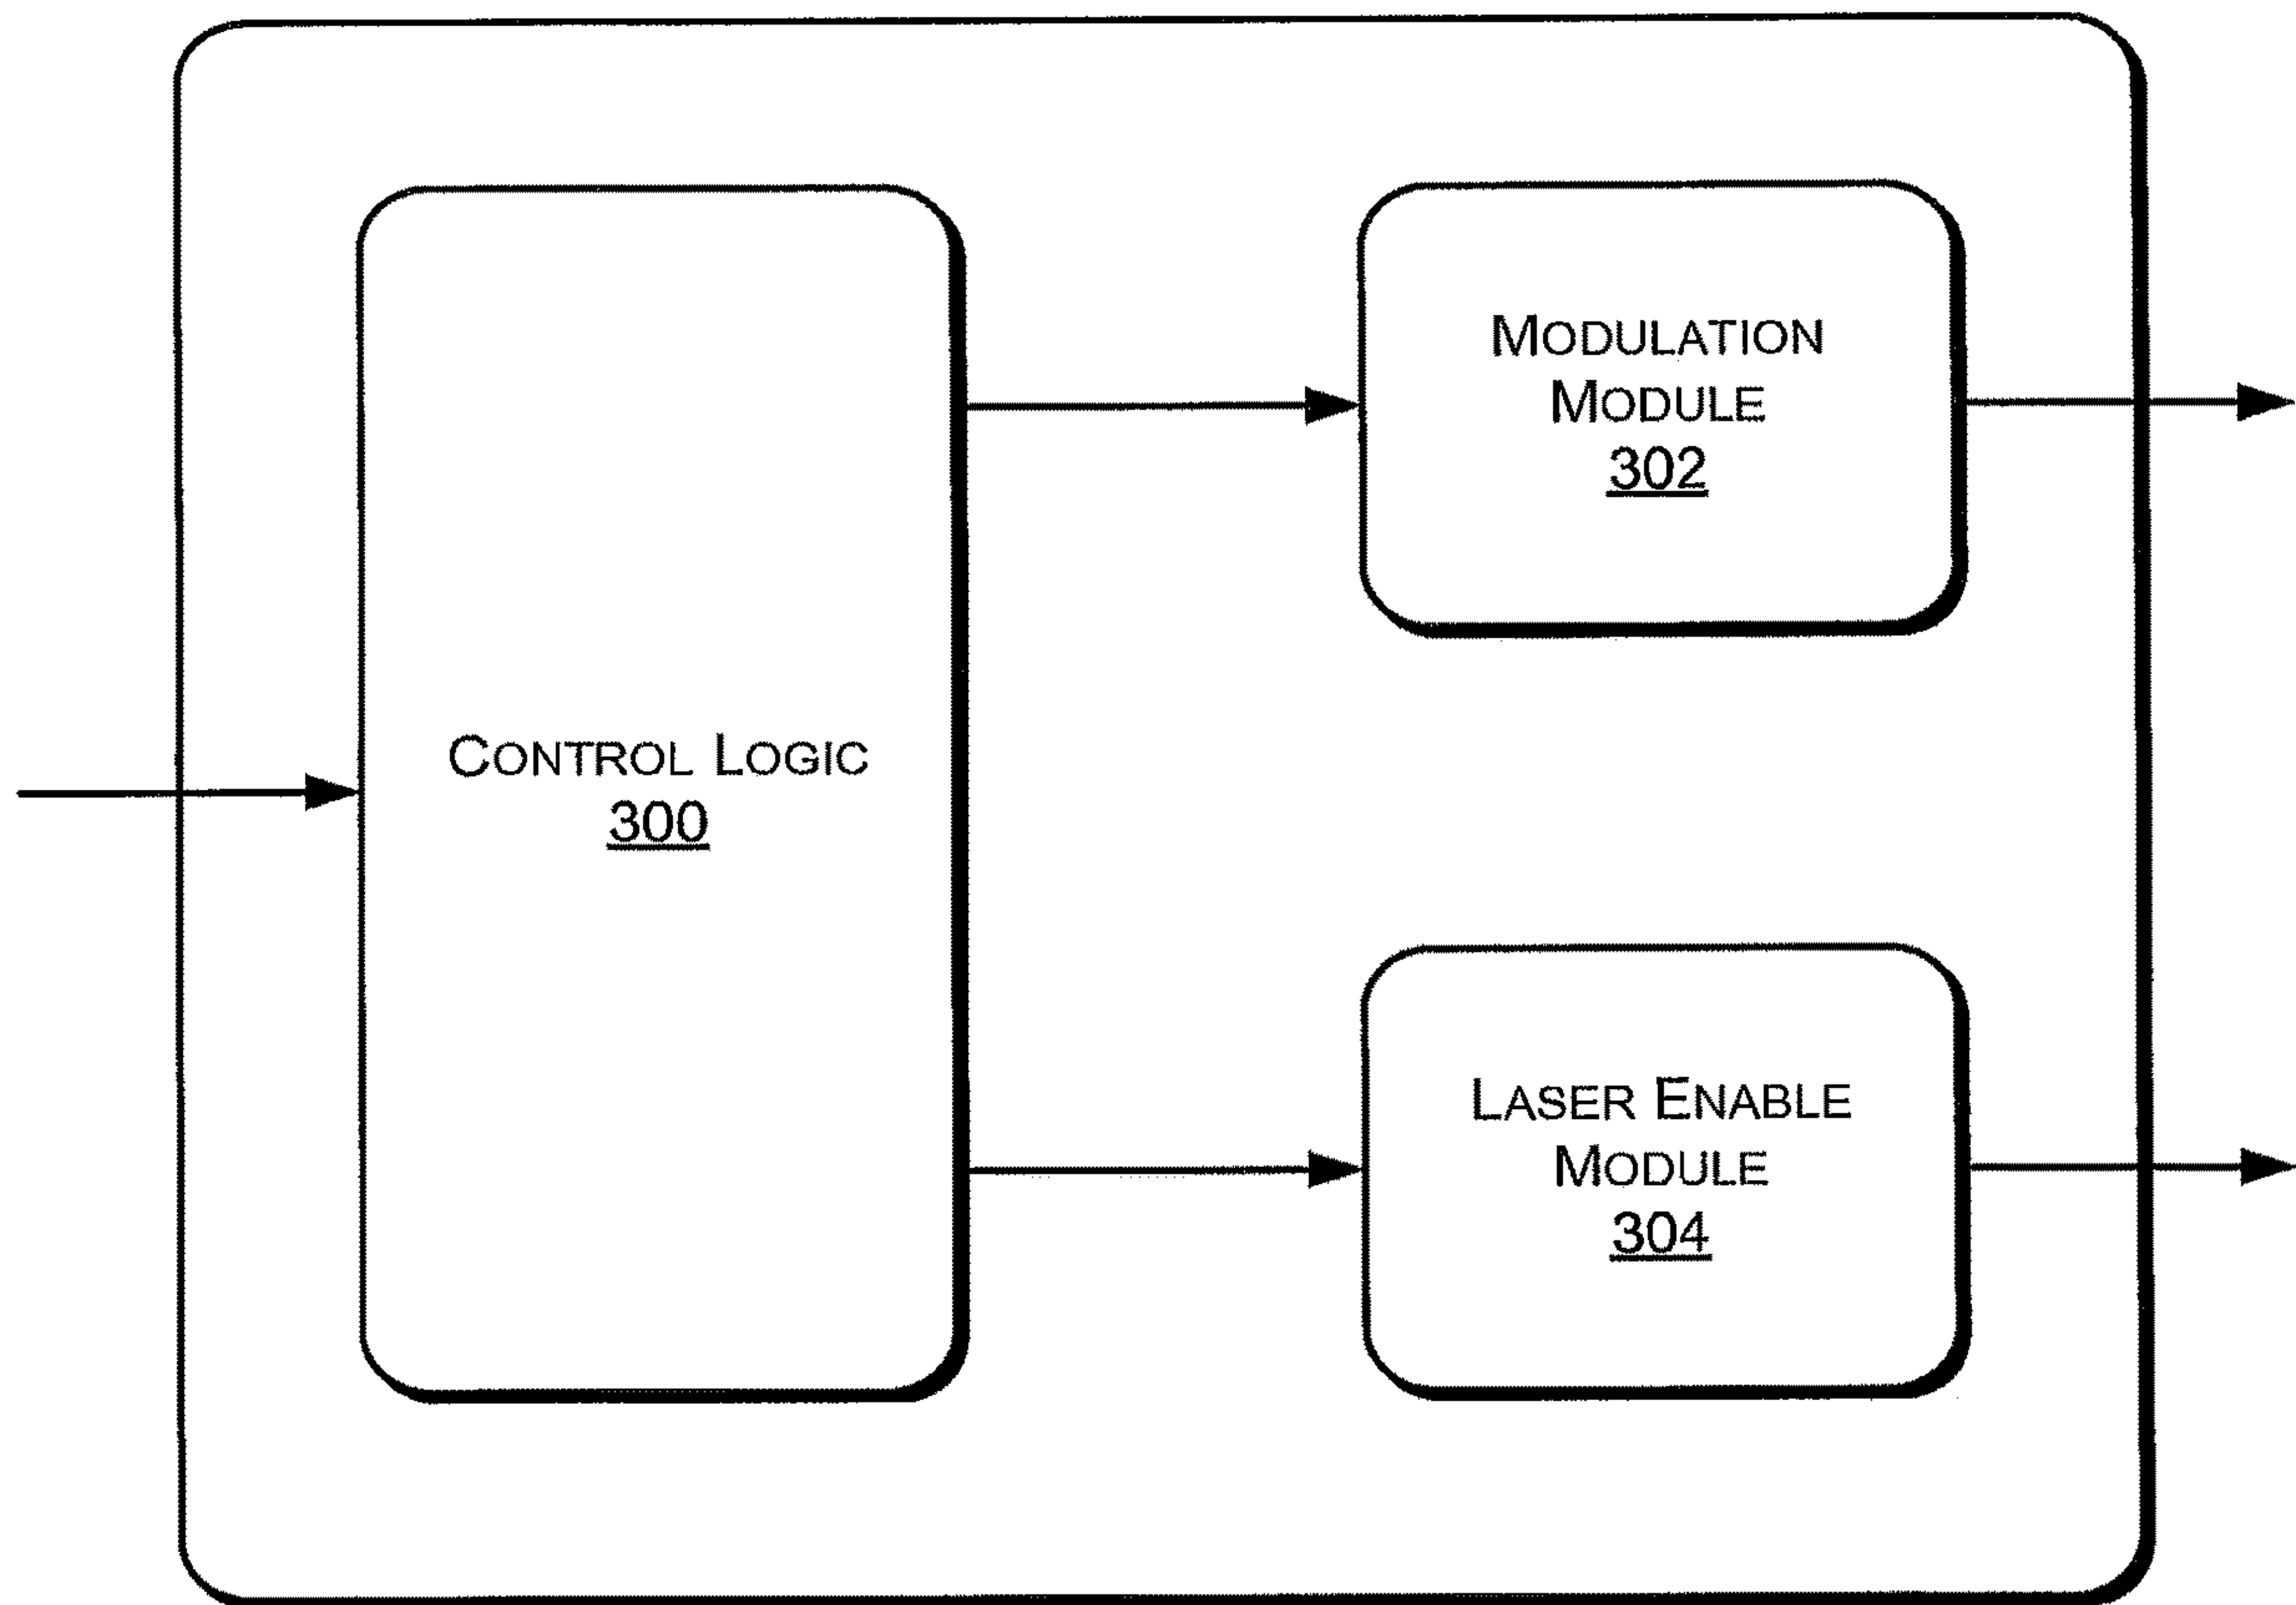 MODULATION
MODULE
302
CONTROL LOGIC
300
LASER ENABLE
MODULE
304